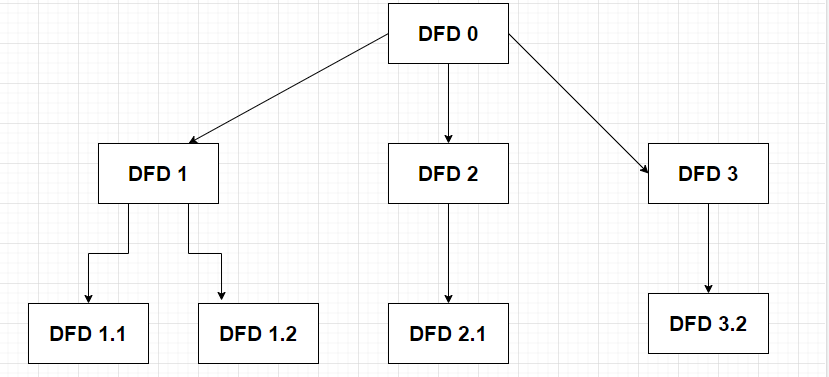 DFD 0
DFD 1
DFD 2
DFD 3
DFD 1.1
DFD 1.2
DFD 2.1
DFD 3.2